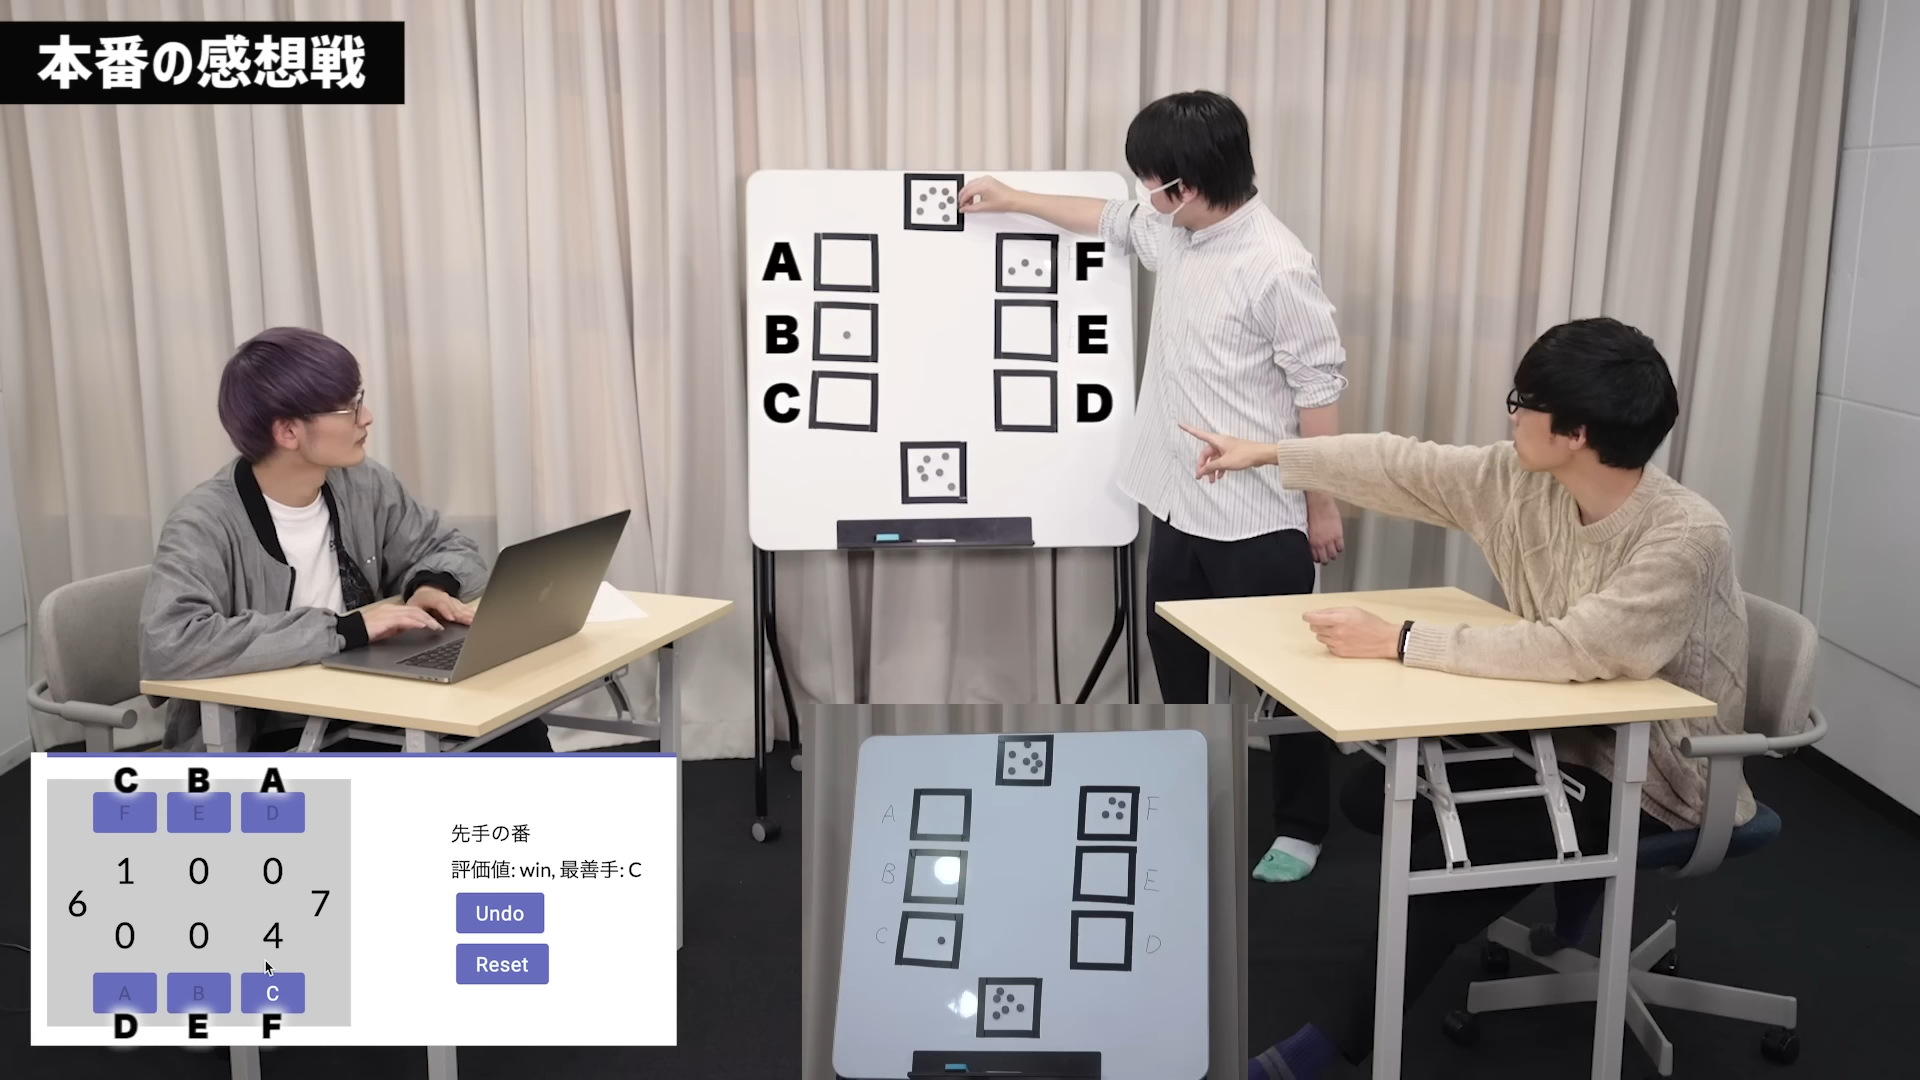 本番の感想戦
A
F
B
E
C
D
C B A
F E D
1 0 0
6 7
0 0 4
A B C
D E F
先手の番
評価値: win, 最善手: C
Undo
Reset
A
F
B
E
C
D